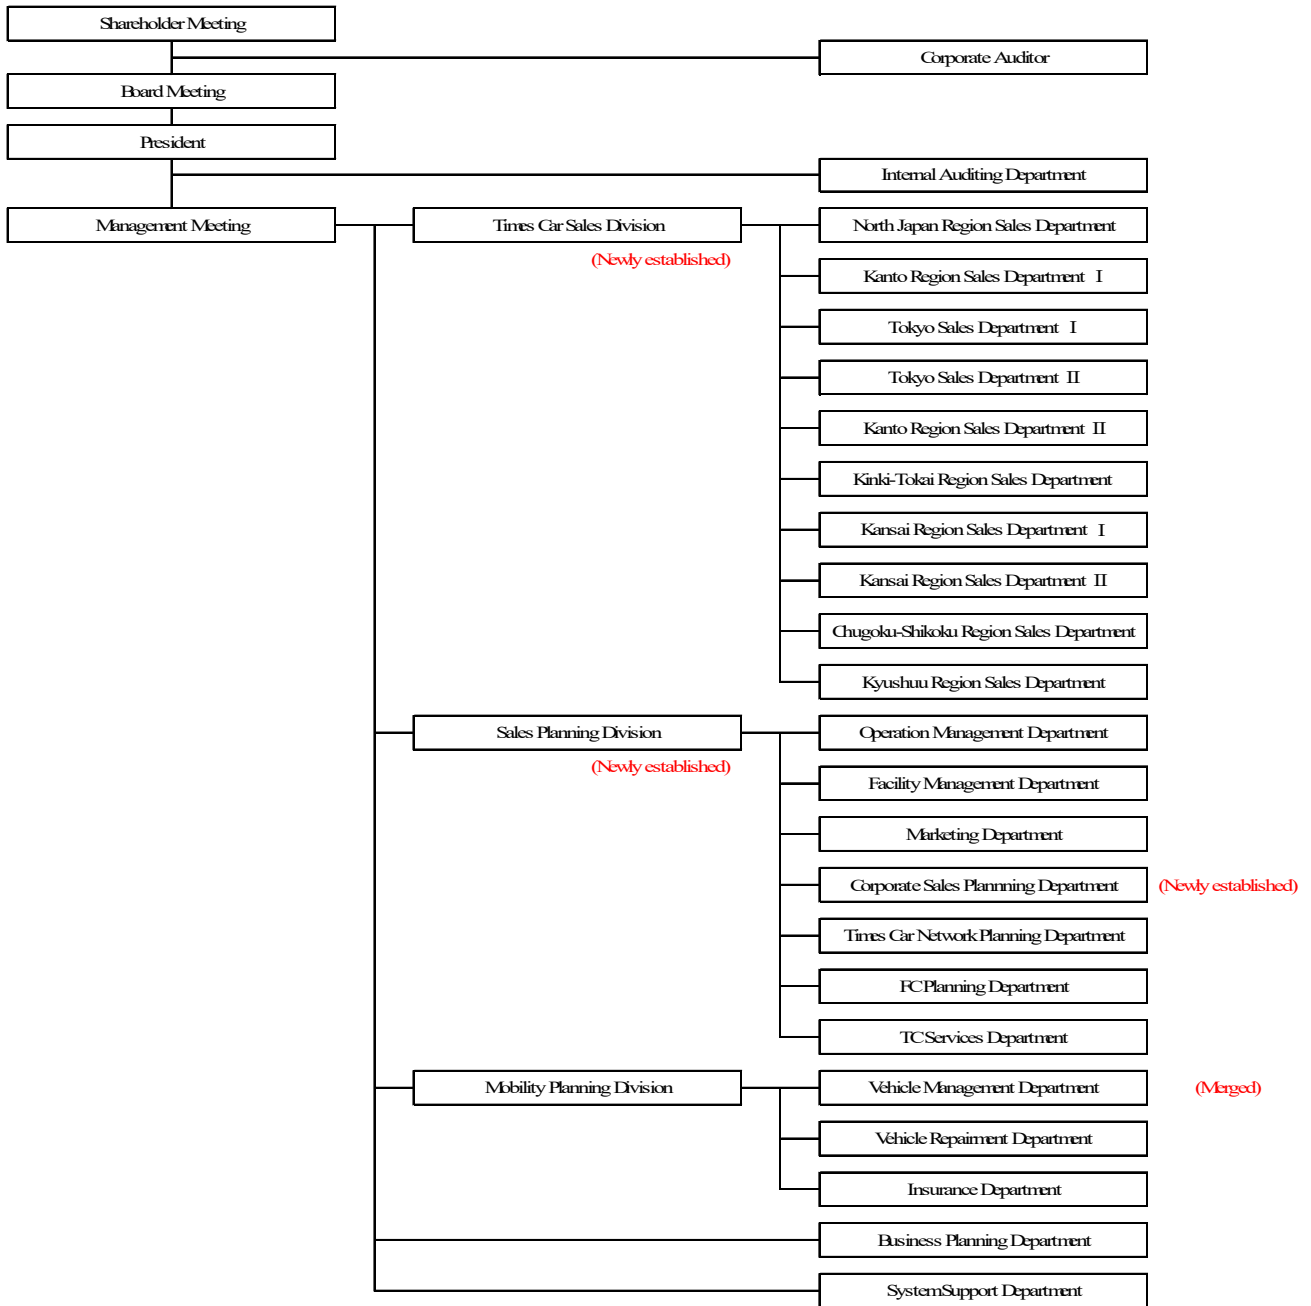 Shareholder Meeting
Corporate Auditor
Board Meeting
President
Internal Auditing Department
Management Meeting
Times Car Sales Division
(Newly established)
North Japan Region Sales Department
Kanto Region Sales Department Ⅰ
Tokyo Sales Department Ⅰ
Tokyo Sales Department Ⅱ
Kanto Region Sales Department Ⅱ
Kinki-Tokai Region Sales Department
Kansai Region Sales Department Ⅰ
Kansai Region Sales Department Ⅱ
Chugoku-Shikoku Region Sales Department
Kyushuu Region Sales Department
Sales Planning Division
(Newly established)
Operation Management Department
Facility Management Department
Marketing Department
Corporate Sales Plannning Department (Newly established)
Times Car Network Planning Department
FC Planning Department
TC Services Department
Mobility Planning Division
Vehicle Management Department (Merged)
Vehicle Repairment Department
Insurance Department
Business Planning Department
System Support Department